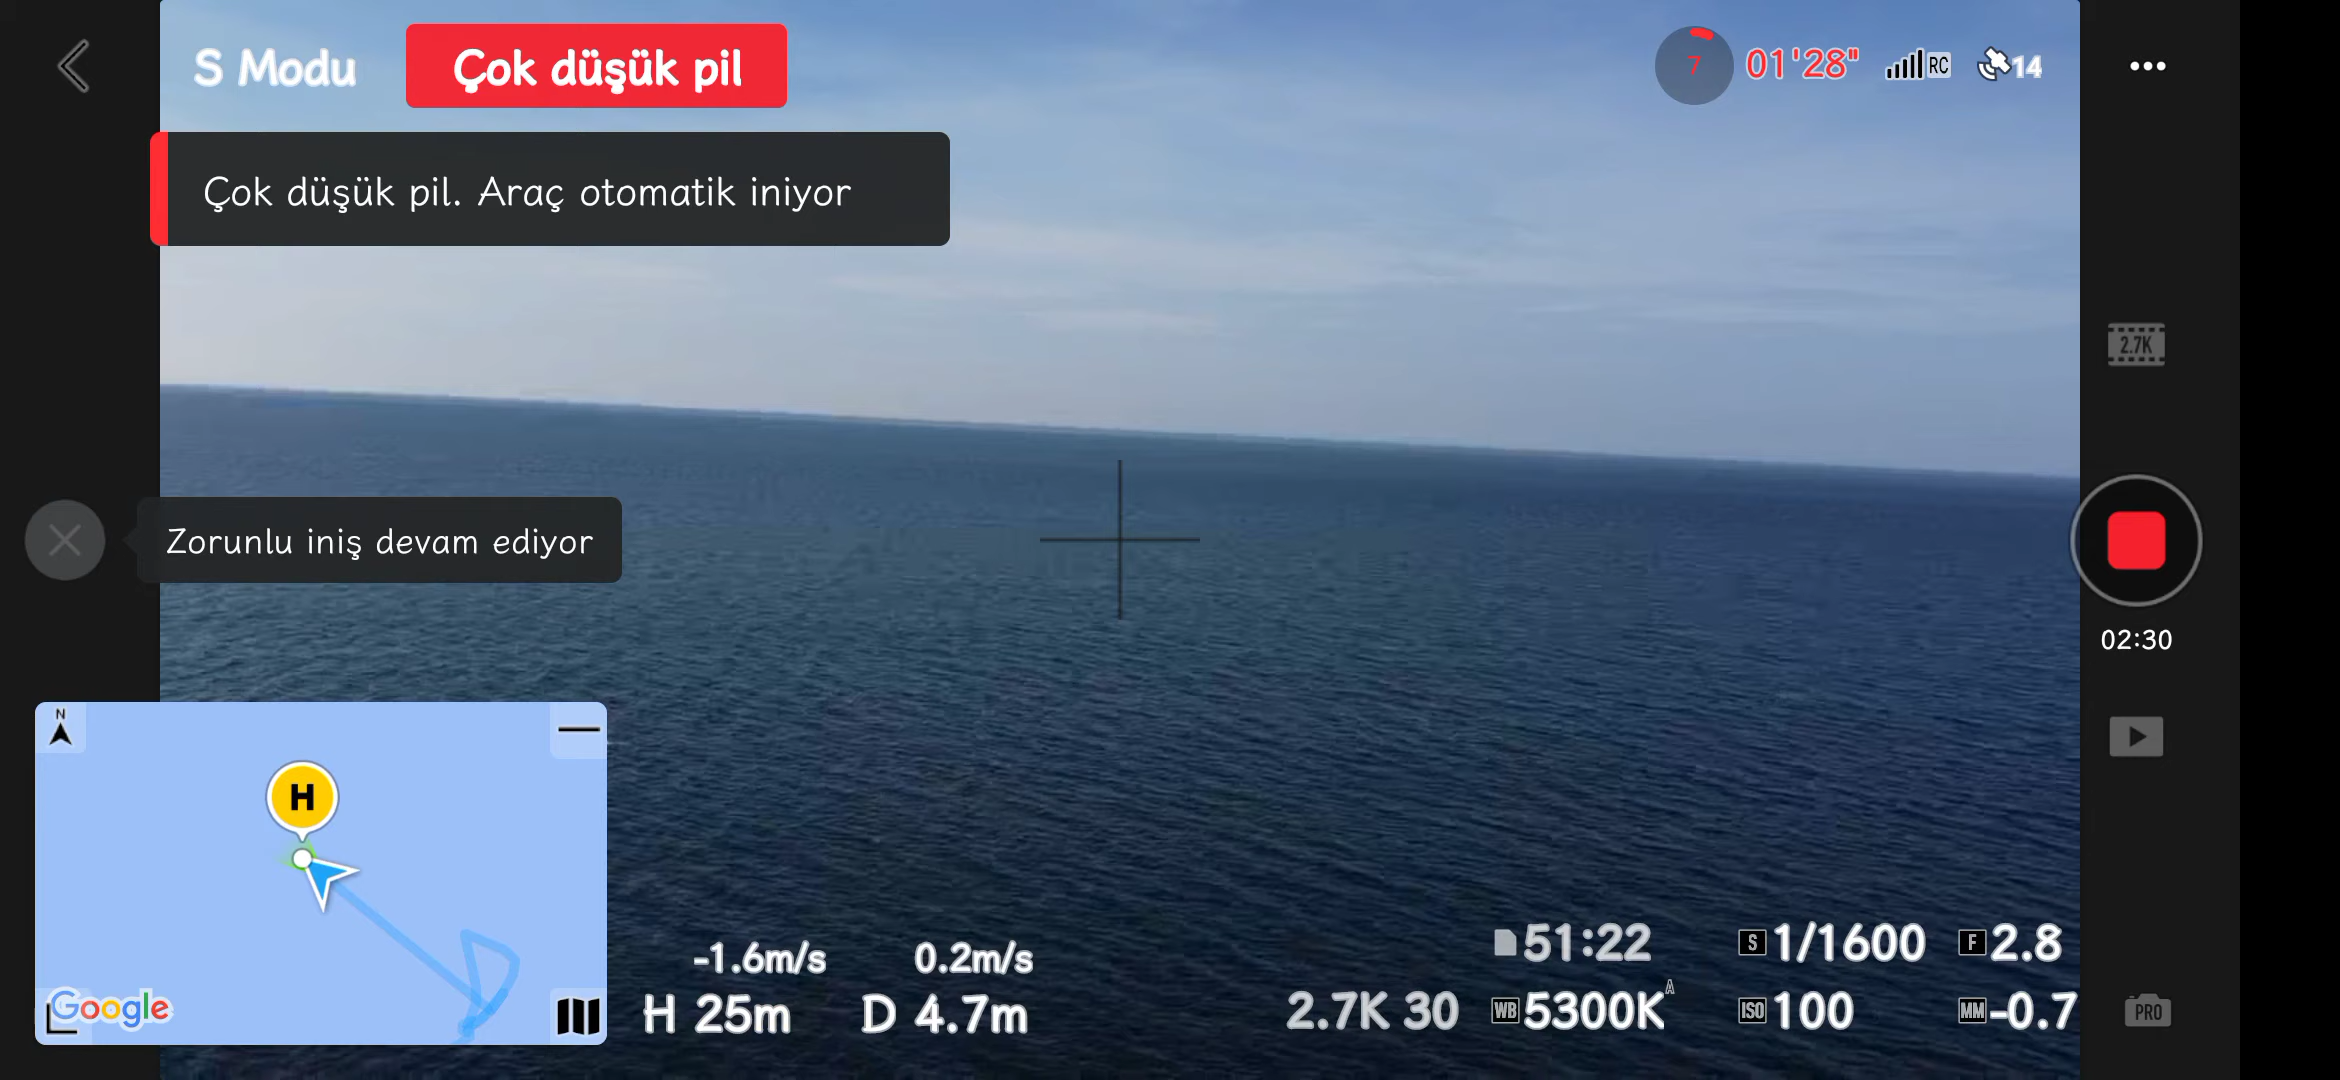 S Modu
Çok düşük pil
7
01'28"
RC
14
Çok düşük pil. Araç otomatik iniyor
2.7K
Zorunlu iniş devam ediyor
02:30
N
H
Google
-1.6m/s
0.2m/s
H 25m
D 4.7m
51:22
S 1/1600
F 2.8
2.7K 30
WB 5300K A
ISO 100
MM -0.7
PRO